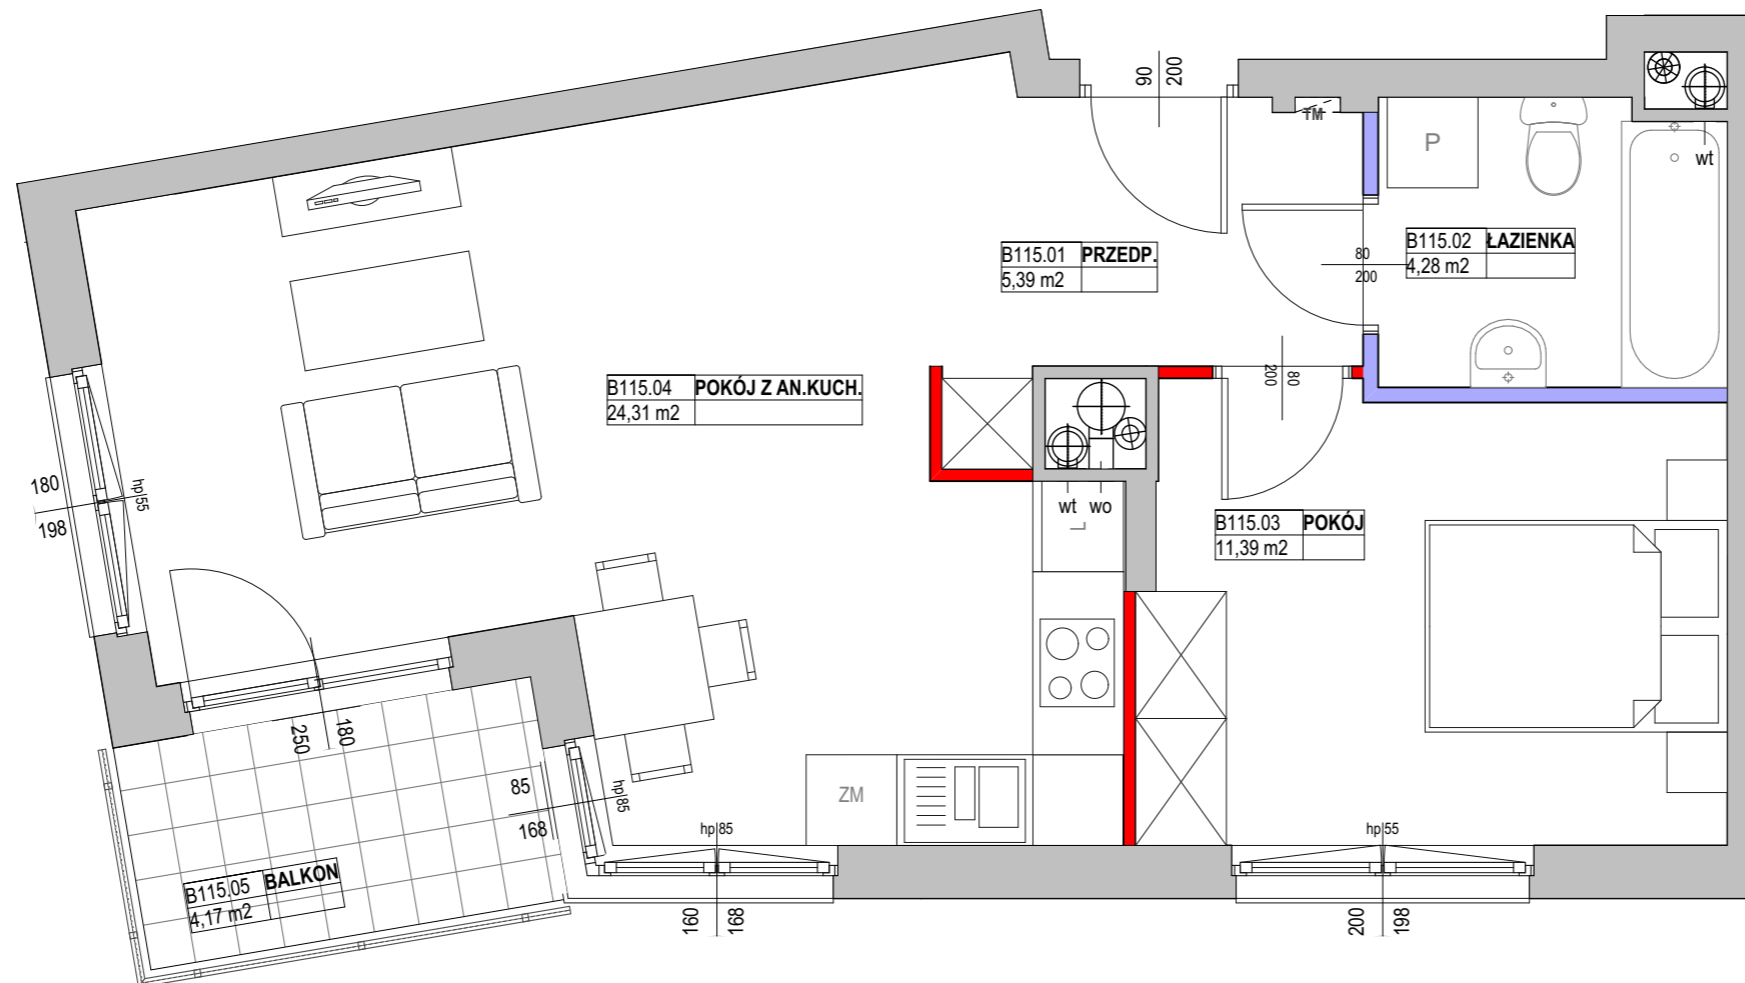 90
200
TM
P
wt
B115.01 PRZEDP.
5,39 m2
80
200
B115.02 ŁAZIENKA
4,28 m2
B115.04 POKÓJ Z AN.KUCH.
24,31 m2
200
80
180
198
hp|55
wt wo
B115.03 POKÓJ
11,39 m2
250
180
85
168
hp|85
ZM
hp|85
hp|55
B115.05 BALKON
4,17 m2
160
168
200
198